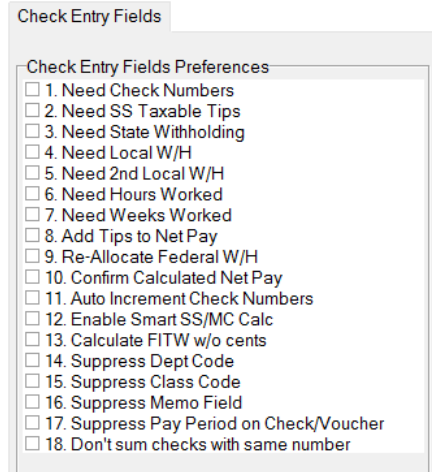 Check Entry Fields
Check Entry Fields Preferences
1. Need Check Numbers
2. Need SS Taxable Tips
3. Need State Withholding
4. Need Local W/H
5. Need 2nd Local W/H
6. Need Hours Worked
7. Need Weeks Worked
8. Add Tips to Net Pay
9. Re-Allocate Federal W/H
10. Confirm Calculated Net Pay
11. Auto Increment Check Numbers
12. Enable Smart SS/MC Calc
13. Calculate FITW w/o cents
14. Suppress Dept Code
15. Suppress Class Code
16. Suppress Memo Field
17. Suppress Pay Period on Check/Voucher
18. Don't sum checks with same number